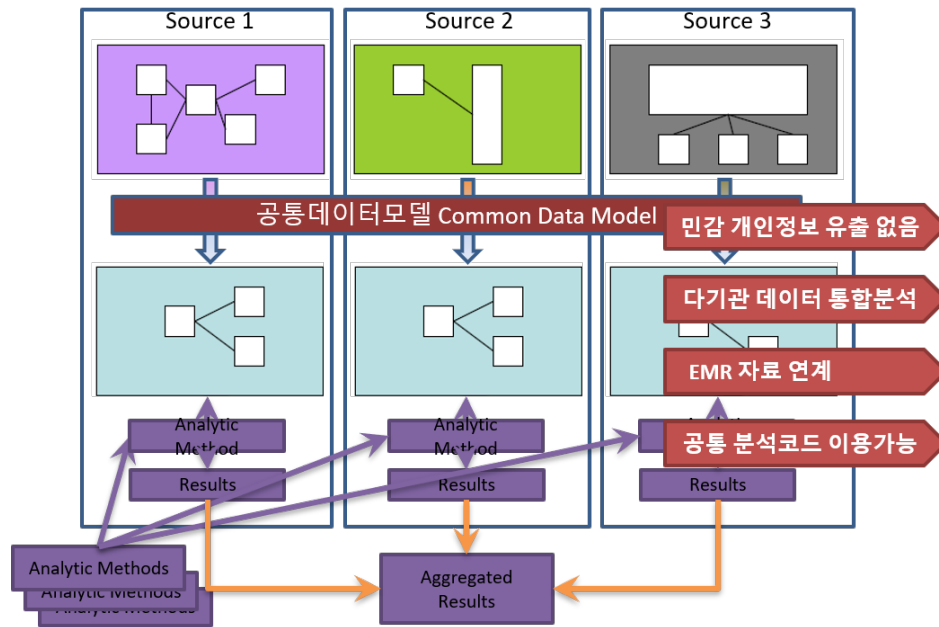 Source 1
Source 2
Source 3
공통데이터모델 Common Data Model
민감 개인정보 유출 없음
다기관 데이터 통합분석
EMR 자료 연계
Analytic
Method
Analytic
Method
공통 분석코드 이용가능
Results
Results
Results
Analytic Methods
Analytic Methods
Analytic Methods
Aggregated
Results